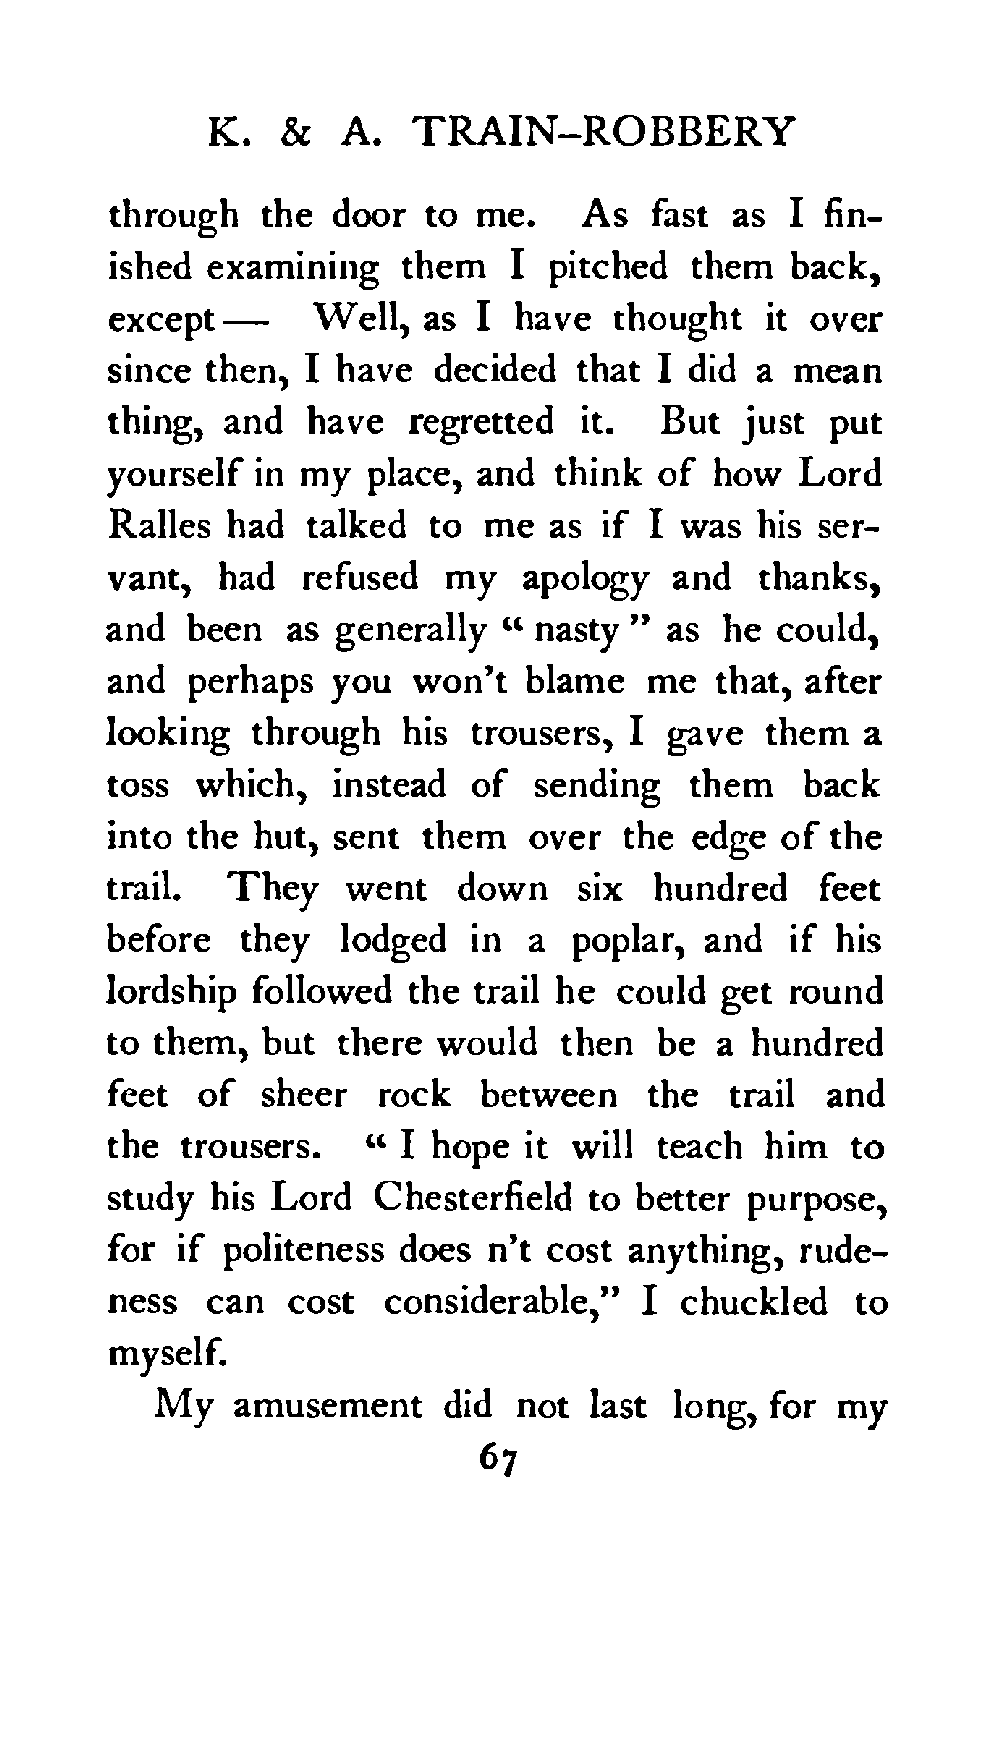 K. & A. TRAIN–ROBBERY
through the door to me. As fast as I fin-
ished examining them I pitched them back,
except — Well, as I have thought it over
since then, I have decided that I did a mean
thing, and have regretted it. But just put
yourself in my place, and think of how Lord
Ralles had talked to me as if I was his ser-
vant, had refused my apology and thanks,
and been as generally “ nasty ” as he could,
and perhaps you won’t blame me that, after
looking through his trousers, I gave them a
toss which, instead of sending them back
into the hut, sent them over the edge of the
trail. They went down six hundred feet
before they lodged in a poplar, and if his
lordship followed the trail he could get round
to them, but there would then be a hundred
feet of sheer rock between the trail and
the trousers. “ I hope it will teach him to
study his Lord Chesterfield to better purpose,
for if politeness does n’t cost anything, rude-
ness can cost considerable,” I chuckled to
myself.
My amusement did not last long, for my
67